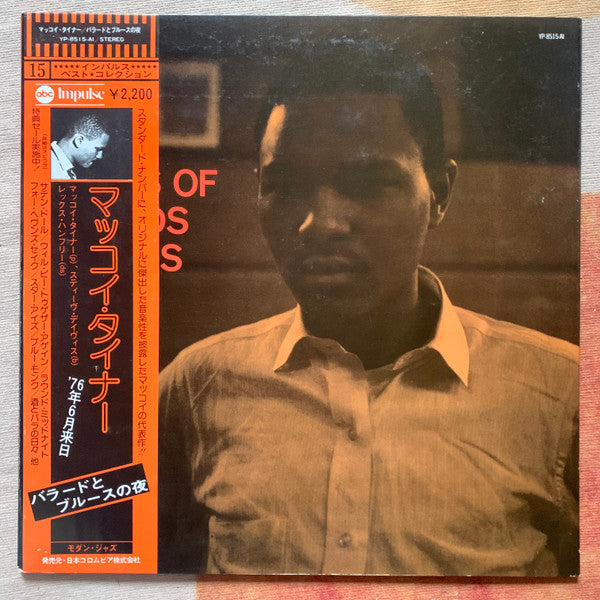 マッコイ・タイナー/バラードとブルースの夜
YP-8515-AI/STEREO
15
★★★★★インパルス★★★★★
ベスト★コレクション
abc Impulse ¥2,200
特典セール実施中!
スタンダード・ナンバーに、オリジナルに傑出した音楽性を披露したマッコイの代表作!!
マッコイ・タイナー
マッコイ・タイナー(p)、スティーヴ・デイヴィス(b)
レックス・ハンフリー(ds)
'76年6月来日
サテン・ドール/ウィル・ビー・トゥゲザー・アゲイン/ラウンド・ミッドナイト
フォー・ヘヴンズ・セイク/スター・アイズ/ブルー・モンク/酒とバラの日々 他
バラードと
ブルースの夜
モダン・ジャズ
発売元・日本コロムビア株式会社
YP-8515-AI
S OF
DS
S